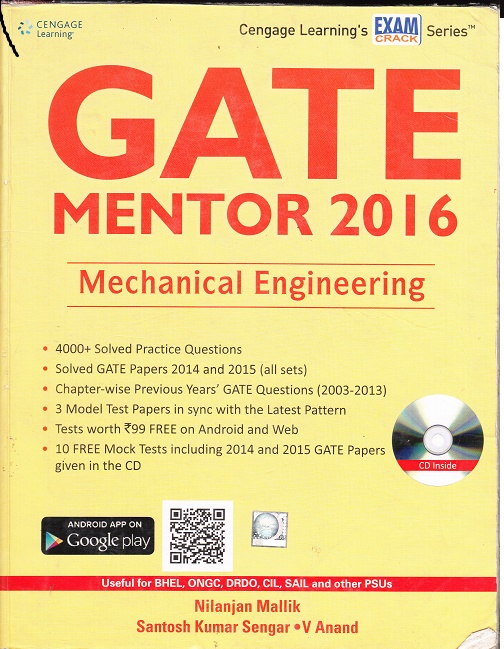 CENGAGE
Learning
Cengage Learning's EXAM CRACK Series™
GATE
MENTOR 2016
Mechanical Engineering
• 4000+ Solved Practice Questions
• Solved GATE Papers 2014 and 2015 (all sets)
• Chapter-wise Previous Years' GATE Questions (2003-2013)
• 3 Model Test Papers in sync with the Latest Pattern
• Tests worth ₹99 FREE on Android and Web
• 10 FREE Mock Tests including 2014 and 2015 GATE Papers
given in the CD
CD Inside
ANDROID APP ON
Google play
Useful for BHEL, ONGC, DRDO, CIL, SAIL and other PSUs
Nilanjan Mallik
Santosh Kumar Sengar • V Anand